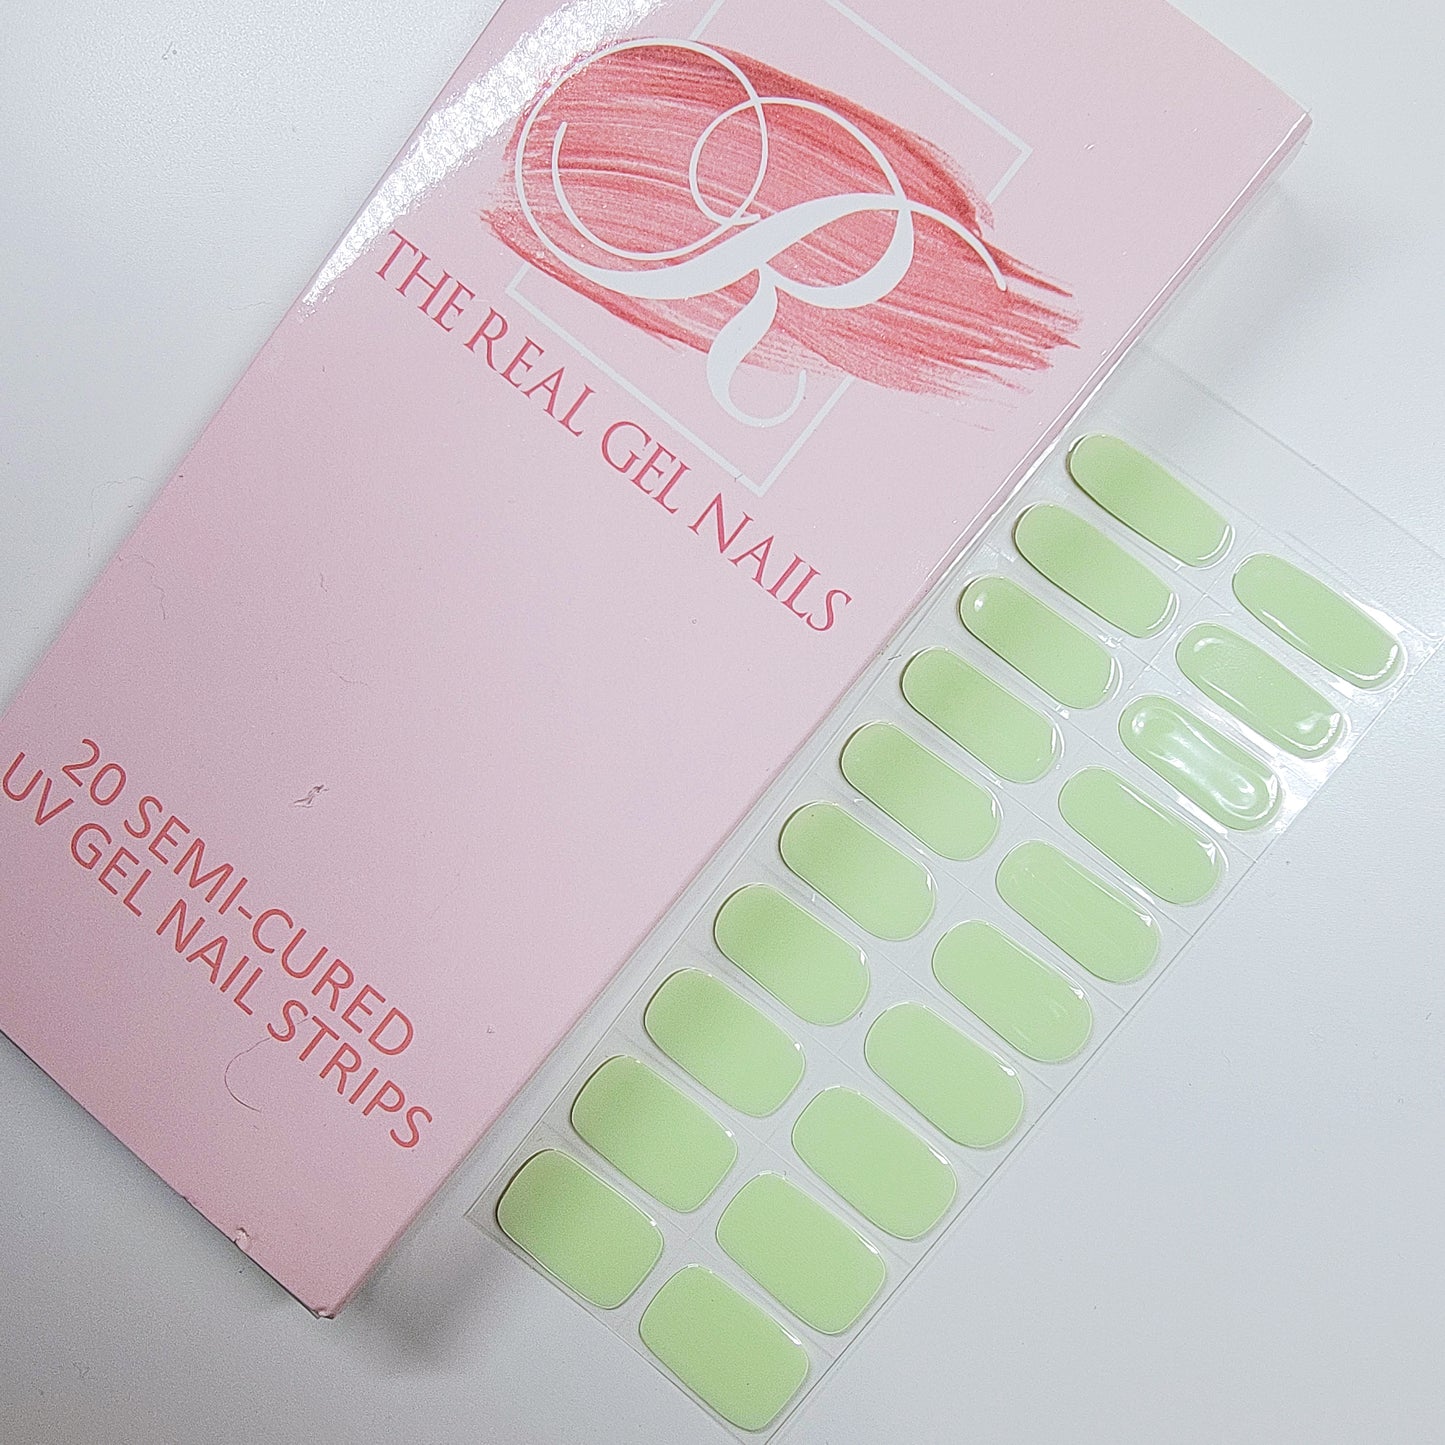 R
THE REAL GEL NAILS
20 SEMI-CURED
UV GEL NAIL STRIPS